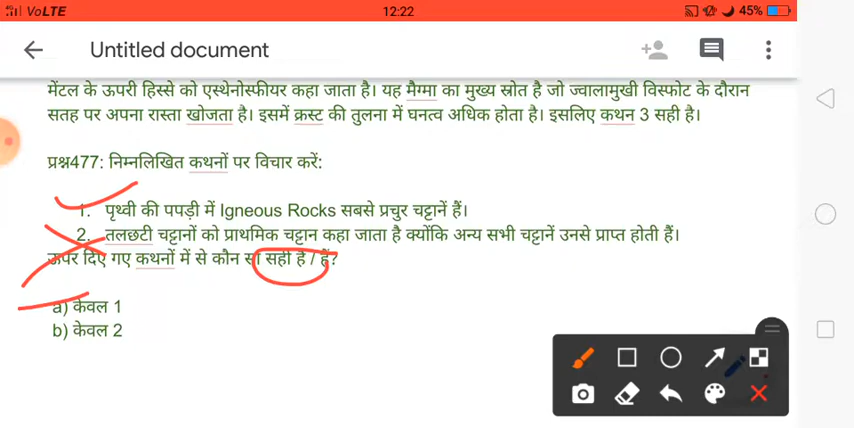 4G VoLTE 12:22 45%
Untitled document
मेंटल के ऊपरी हिस्से को एस्थेनोस्फीयर कहा जाता है। यह मैग्मा का मुख्य स्रोत है जो ज्वालामुखी विस्फोट के दौरान
सतह पर अपना रास्ता खोजता है। इसमें क्रस्ट की तुलना में घनत्व अधिक होता है। इसलिए कथन 3 सही है।
प्रश्न477: निम्नलिखित कथनों पर विचार करें:
1. पृथ्वी की पपड़ी में Igneous Rocks सबसे प्रचुर चट्टानें हैं।
2. तलछटी चट्टानों को प्राथमिक चट्टान कहा जाता है क्योंकि अन्य सभी चट्टानें उनसे प्राप्त होती हैं।
ऊपर दिए गए कथनों में से कौन सा सही है / हैं?
a) केवल 1
b) केवल 2